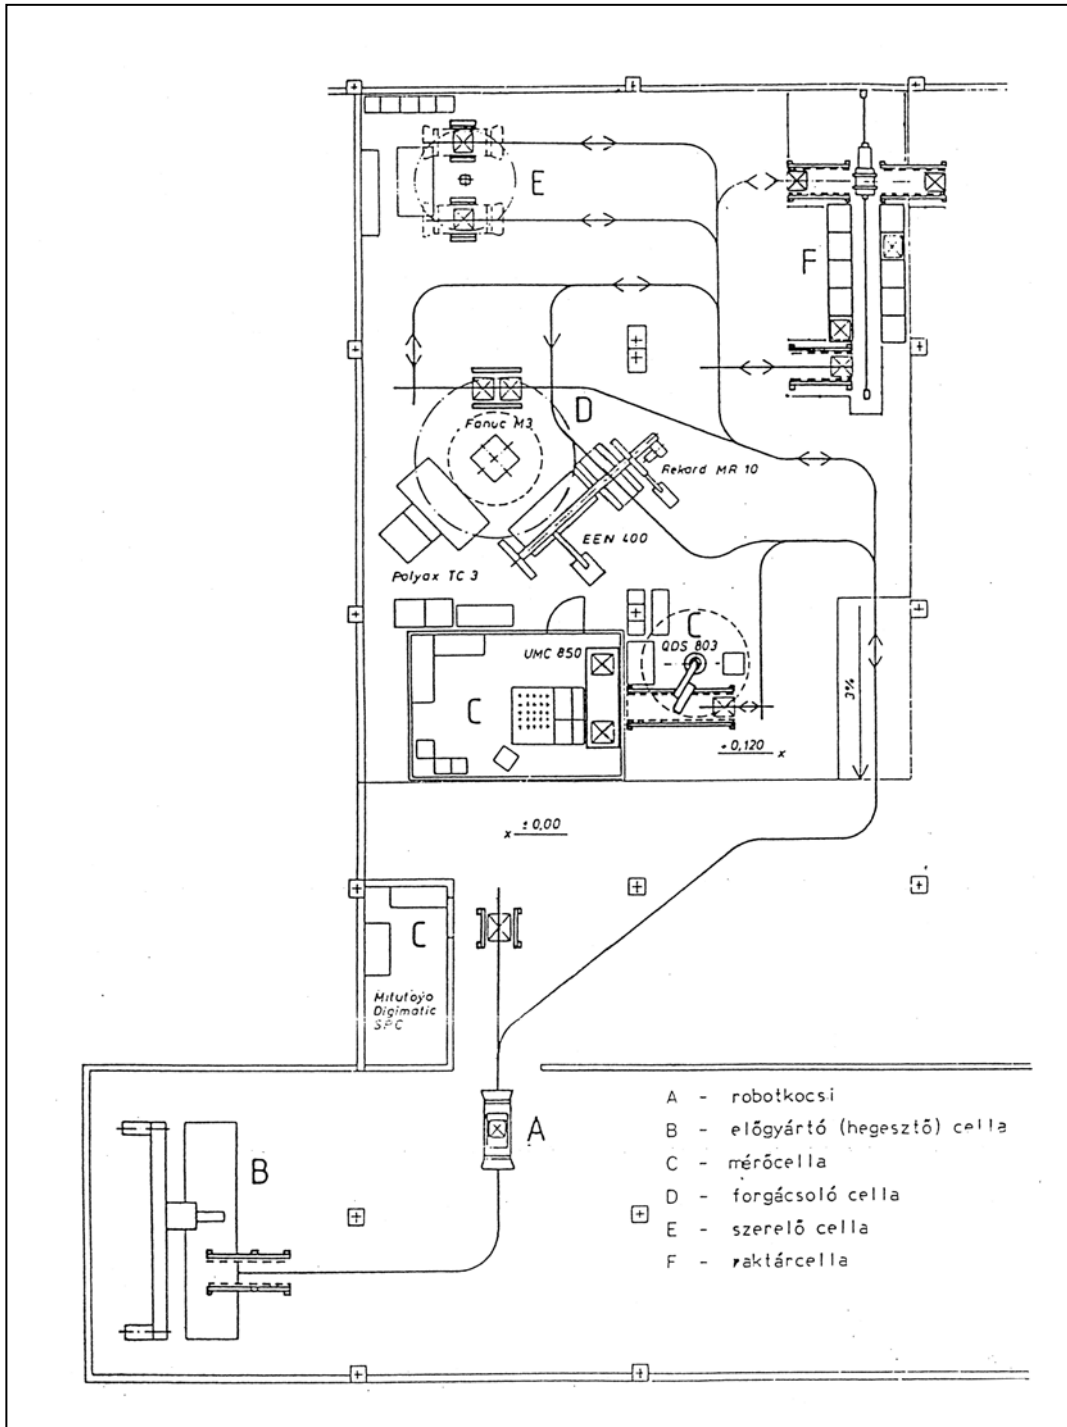 E
F
D
Fanuc M3
Rekord MR 10
EEN 400
Polyax TC 3
C
QDS 803
UMC 850
C
3%
+0,120 x
x ±0,00
C
Mitutoyo
Digimatic
SPC
A
B
A - robotkocsi
B - előgyártó (hegesztő) cella
C - mérőcella
D - forgácsoló cella
E - szerelő cella
F - raktárcella